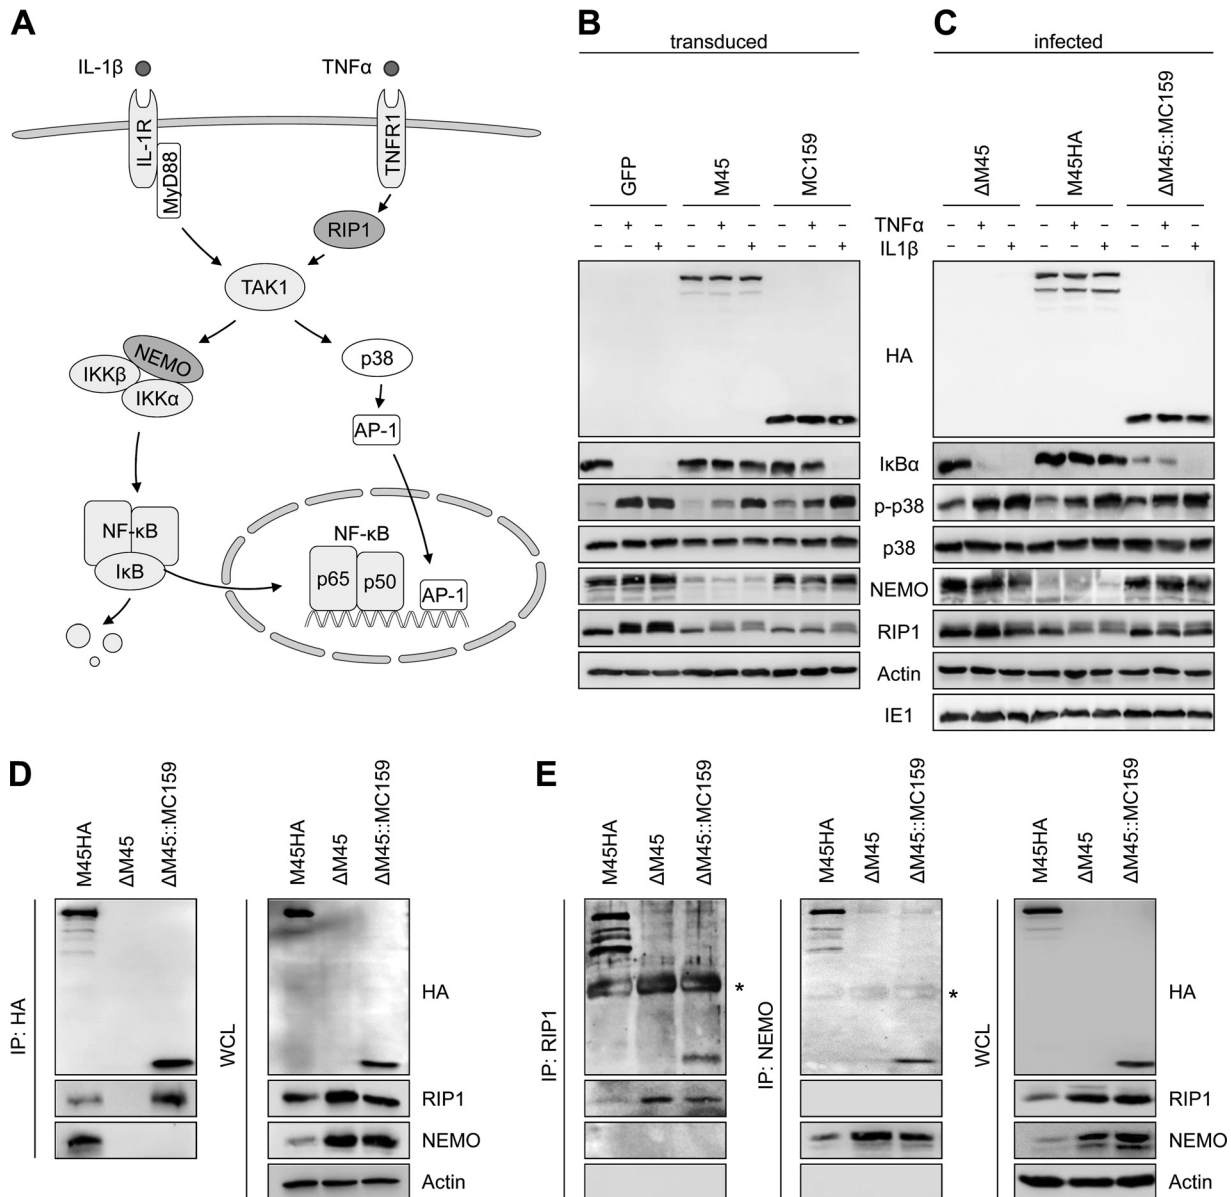 A
IL-1β
TNFα
IL-1R
MyD88
TNFR1
RIP1
TAK1
NEMO
IKKβ
IKKα
p38
AP-1
NF-κB
IκB
NF-κB
p65
p50
AP-1
B
transduced
GFP
M45
MC159
– + – – + – – + –
– – + – – + – – +
C
infected
ΔM45
M45HA
ΔM45::MC159
TNFα
– + – – + – – + –
IL1β
– – + – – + – – +
HA
IκBα
p-p38
p38
NEMO
RIP1
Actin
IE1
D
M45HA
ΔM45
ΔM45::MC159
IP: HA
M45HA
ΔM45
ΔM45::MC159
WCL
HA
RIP1
NEMO
Actin
E
M45HA
ΔM45
ΔM45::MC159
IP: RIP1
*
M45HA
ΔM45
ΔM45::MC159
IP: NEMO
*
M45HA
ΔM45
ΔM45::MC159
WCL
HA
RIP1
NEMO
Actin